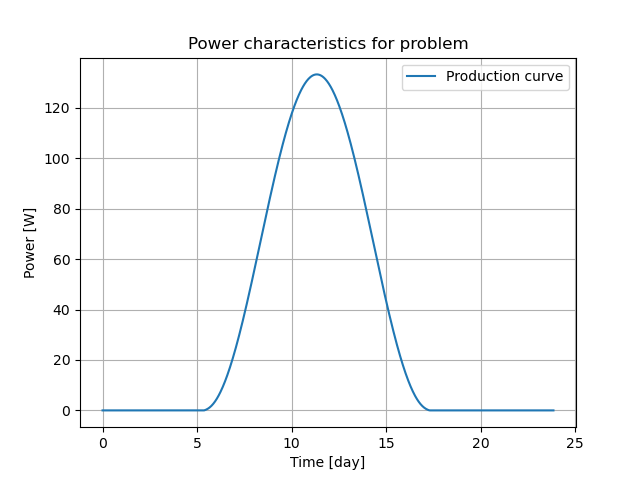 Power characteristics for problem
Production curve
Power [W]
120
100
80
60
40
20
0
0 5 10 15 20 25
Time [day]